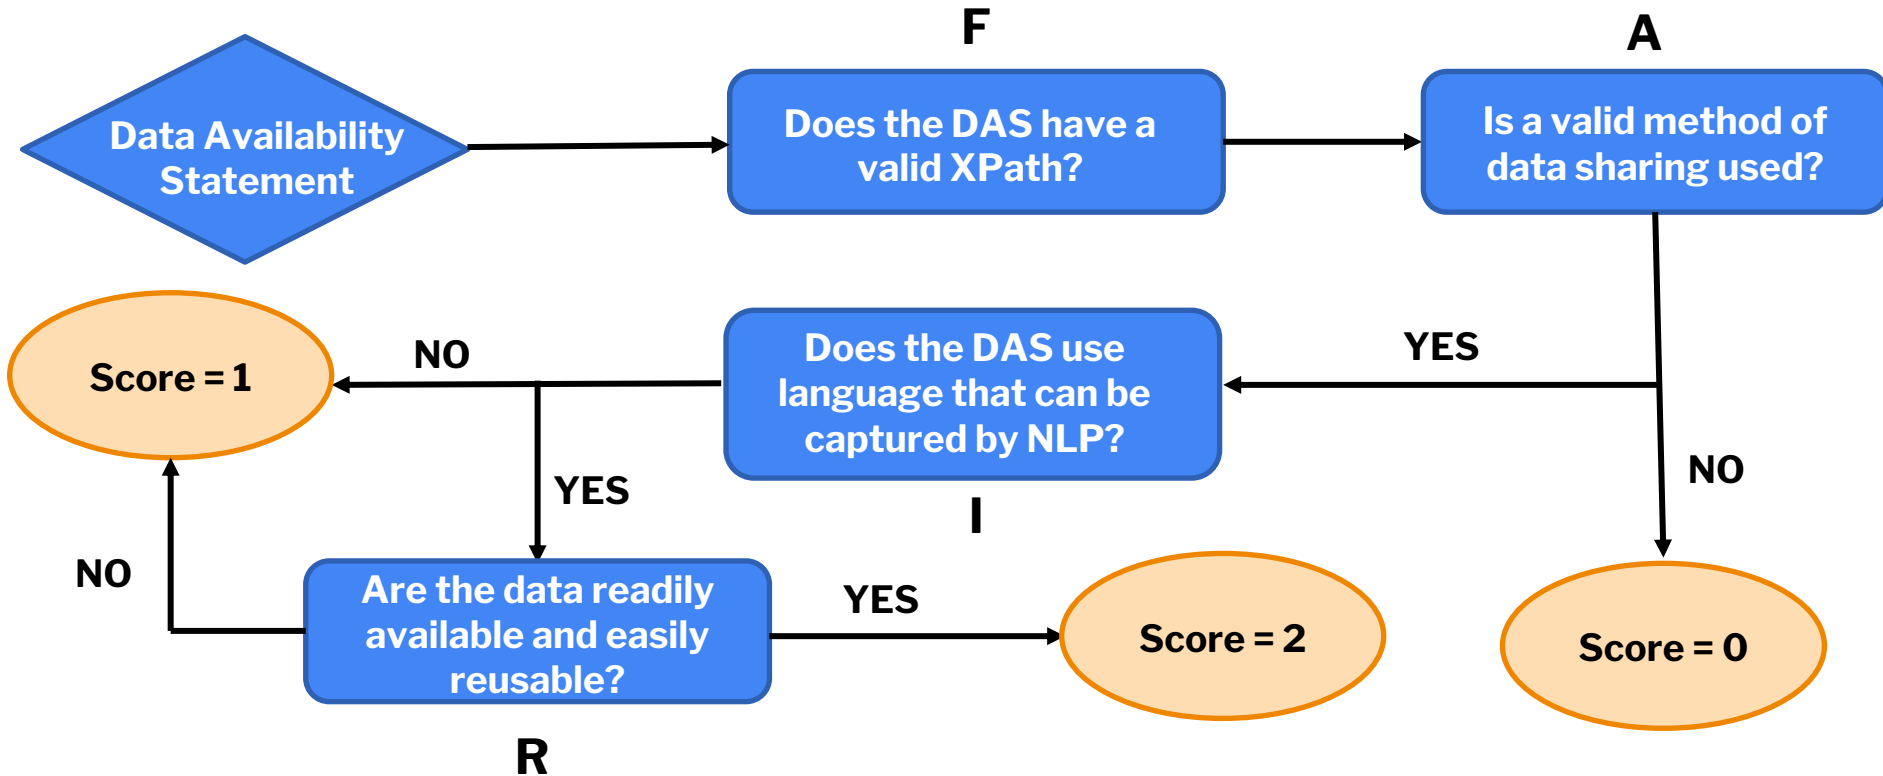 F
A
Data Availability
Statement
Does the DAS have a
valid XPath?
Is a valid method of
data sharing used?
Score = 1
NO
Does the DAS use
language that can be
captured by NLP?
YES
I
NO
YES
NO
Are the data readily
available and easily
reusable?
YES
Score = 2
Score = 0
R